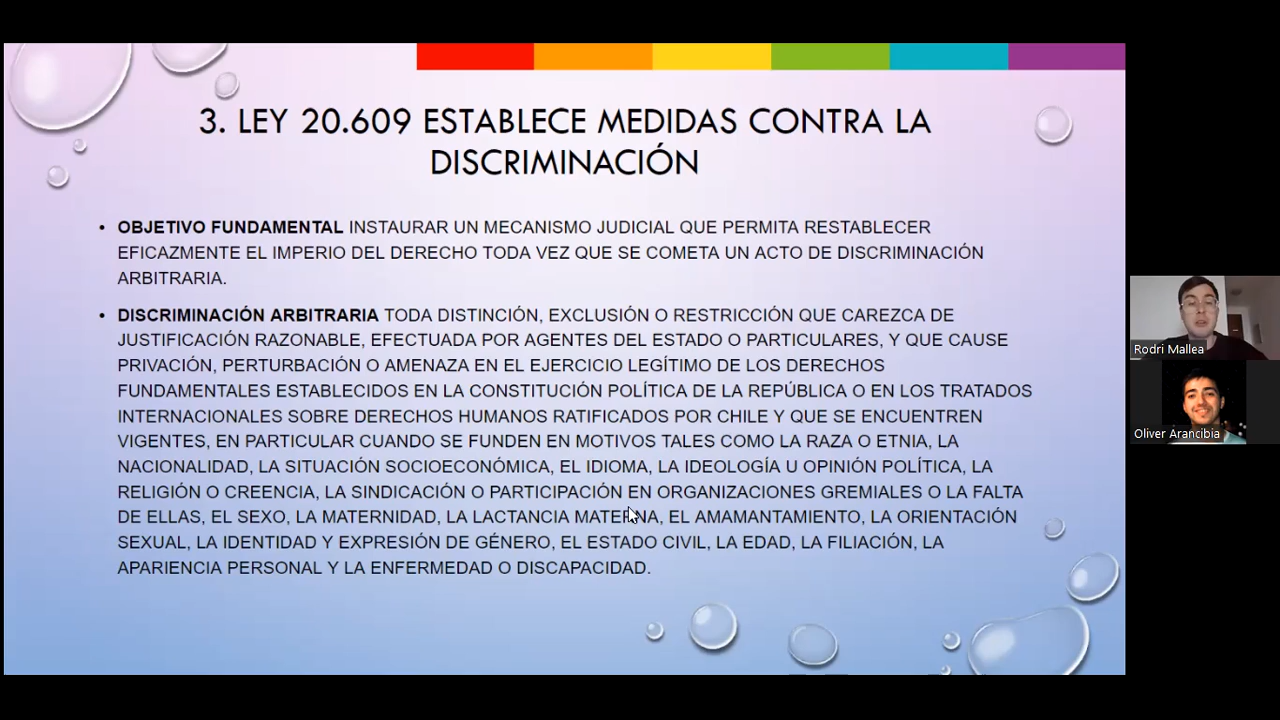 3. LEY 20.609 ESTABLECE MEDIDAS CONTRA LA
DISCRIMINACIÓN
• OBJETIVO FUNDAMENTAL INSTAURAR UN MECANISMO JUDICIAL QUE PERMITA RESTABLECER
EFICAZMENTE EL IMPERIO DEL DERECHO TODA VEZ QUE SE COMETA UN ACTO DE DISCRIMINACIÓN
ARBITRARIA.
• DISCRIMINACIÓN ARBITRARIA TODA DISTINCIÓN, EXCLUSIÓN O RESTRICCIÓN QUE CAREZCA DE
JUSTIFICACIÓN RAZONABLE, EFECTUADA POR AGENTES DEL ESTADO O PARTICULARES, Y QUE CAUSE
PRIVACIÓN, PERTURBACIÓN O AMENAZA EN EL EJERCICIO LEGÍTIMO DE LOS DERECHOS
FUNDAMENTALES ESTABLECIDOS EN LA CONSTITUCIÓN POLÍTICA DE LA REPÚBLICA O EN LOS TRATADOS
INTERNACIONALES SOBRE DERECHOS HUMANOS RATIFICADOS POR CHILE Y QUE SE ENCUENTREN
VIGENTES, EN PARTICULAR CUANDO SE FUNDEN EN MOTIVOS TALES COMO LA RAZA O ETNIA, LA
NACIONALIDAD, LA SITUACIÓN SOCIOECONÓMICA, EL IDIOMA, LA IDEOLOGÍA U OPINIÓN POLÍTICA, LA
RELIGIÓN O CREENCIA, LA SINDICACIÓN O PARTICIPACIÓN EN ORGANIZACIONES GREMIALES O LA FALTA
DE ELLAS, EL SEXO, LA MATERNIDAD, LA LACTANCIA MATERNA, EL AMAMANTAMIENTO, LA ORIENTACIÓN
SEXUAL, LA IDENTIDAD Y EXPRESIÓN DE GÉNERO, EL ESTADO CIVIL, LA EDAD, LA FILIACIÓN, LA
APARIENCIA PERSONAL Y LA ENFERMEDAD O DISCAPACIDAD.
Rodri Mallea
Oliver Arancibia